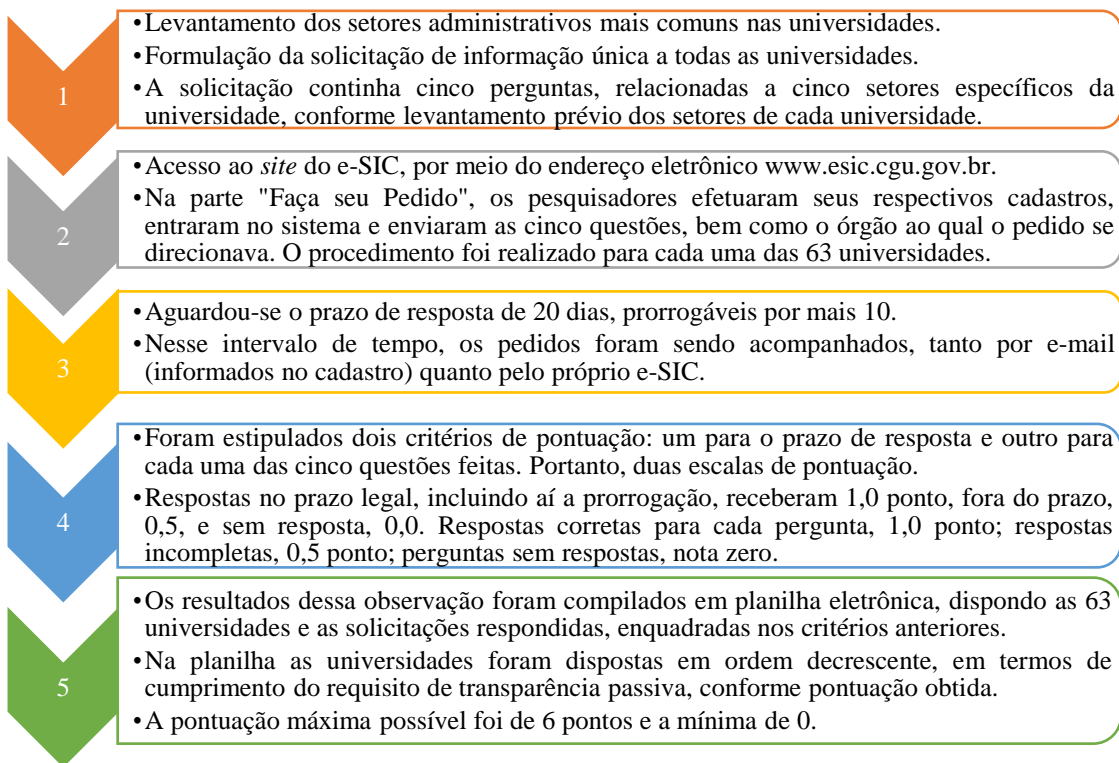 1
•Levantamento dos setores administrativos mais comuns nas universidades.
•Formulação da solicitação de informação única a todas as universidades.
•A solicitação continha cinco perguntas, relacionadas a cinco setores específicos da
universidade, conforme levantamento prévio dos setores de cada universidade.
2
•Acesso ao site do e-SIC, por meio do endereço eletrônico www.esic.cgu.gov.br.
•Na parte "Faça seu Pedido", os pesquisadores efetuaram seus respectivos cadastros,
entraram no sistema e enviaram as cinco questões, bem como o órgão ao qual o pedido se
direcionava. O procedimento foi realizado para cada uma das 63 universidades.
3
•Aguardou-se o prazo de resposta de 20 dias, prorrogáveis por mais 10.
•Nesse intervalo de tempo, os pedidos foram sendo acompanhados, tanto por e-mail
(informados no cadastro) quanto pelo próprio e-SIC.
4
•Foram estipulados dois critérios de pontuação: um para o prazo de resposta e outro para
cada uma das cinco questões feitas. Portanto, duas escalas de pontuação.
•Respostas no prazo legal, incluindo aí a prorrogação, receberam 1,0 ponto, fora do prazo,
0,5, e sem resposta, 0,0. Respostas corretas para cada pergunta, 1,0 ponto; respostas
incompletas, 0,5 ponto; perguntas sem respostas, nota zero.
5
•Os resultados dessa observação foram compilados em planilha eletrônica, dispondo as 63
universidades e as solicitações respondidas, enquadradas nos critérios anteriores.
•Na planilha as universidades foram dispostas em ordem decrescente, em termos de
cumprimento do requisito de transparência passiva, conforme pontuação obtida.
•A pontuação máxima possível foi de 6 pontos e a mínima de 0.